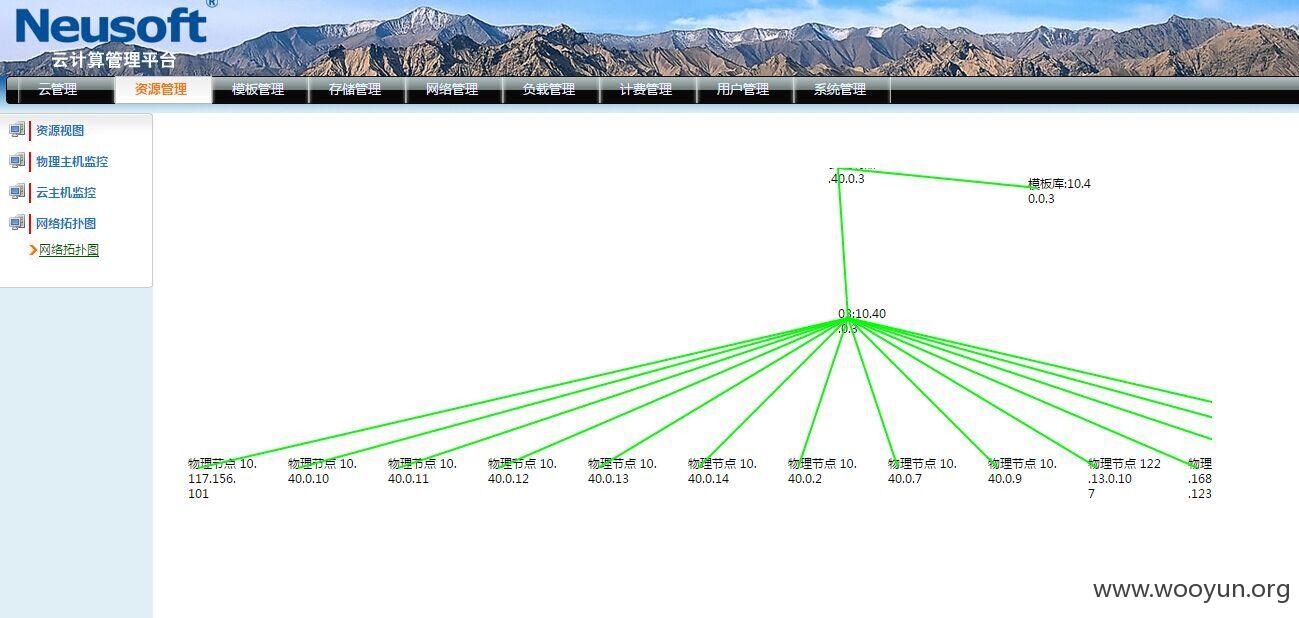 Neusoft®
云计算管理平台
云管理 资源管理 模板管理 存储管理 网络管理 负载管理 计费管理 用户管理 系统管理
资源视图
物理主机监控
云主机监控
网络拓扑图
网络拓扑图
.40.0.3
模板库:10.4
0.0.3
03:10.40
.0.3
物理节点 10.
117.156.
101
物理节点 10.
40.0.10
物理节点 10.
40.0.11
物理节点 10.
40.0.12
物理节点 10.
40.0.13
物理节点 10.
40.0.14
物理节点 10.
40.0.2
物理节点 10.
40.0.7
物理节点 10.
40.0.9
物理节点 122
.13.0.10
7
物理
.168
.123
www.wooyun.org